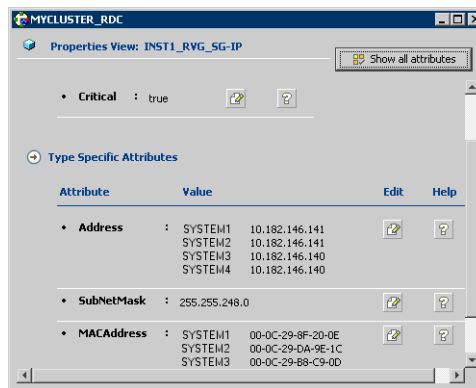 MYCLUSTER_RDC
Properties View: INST1_RVG_SG-IP
Show all attributes
• Critical : true
Type Specific Attributes
Attribute Value Edit Help
• Address : SYSTEM1 10.182.146.141
SYSTEM2 10.182.146.141
SYSTEM3 10.182.146.140
SYSTEM4 10.182.146.140
• SubNetMask : 255.255.248.0
• MACAddress : SYSTEM1 00-0C-29-8F-20-0E
SYSTEM2 00-0C-29-DA-9E-1C
SYSTEM3 00-0C-29-B8-C9-0D